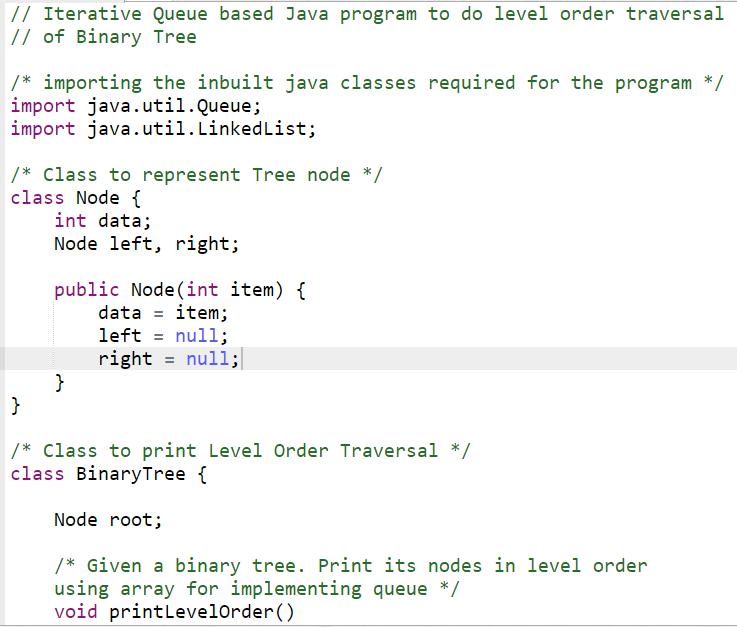 // Iterative Queue based Java program to do level order traversal
// of Binary Tree
/* importing the inbuilt java classes required for the program */
import java.util.Queue;
import java.util.LinkedList;
/* Class to represent Tree node */
class Node {
    int data;
    Node left, right;
    public Node(int item) {
        data = item;
        left = null;
        right = null;
    }
}
/* Class to print Level Order Traversal */
class BinaryTree {
    Node root;
    /* Given a binary tree. Print its nodes in level order
    using array for implementing queue */
    void printLevelOrder()